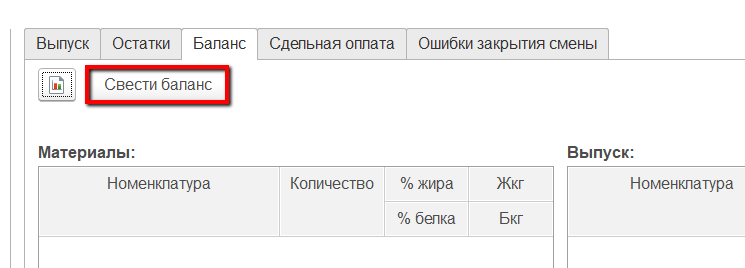 Выпуск Остатки Баланс Сдельная оплата Ошибки закрытия смены
Свести баланс
Материалы: Выпуск:
Номенклатура Количество % жира Жкг Номенклатура
% белка Бкг